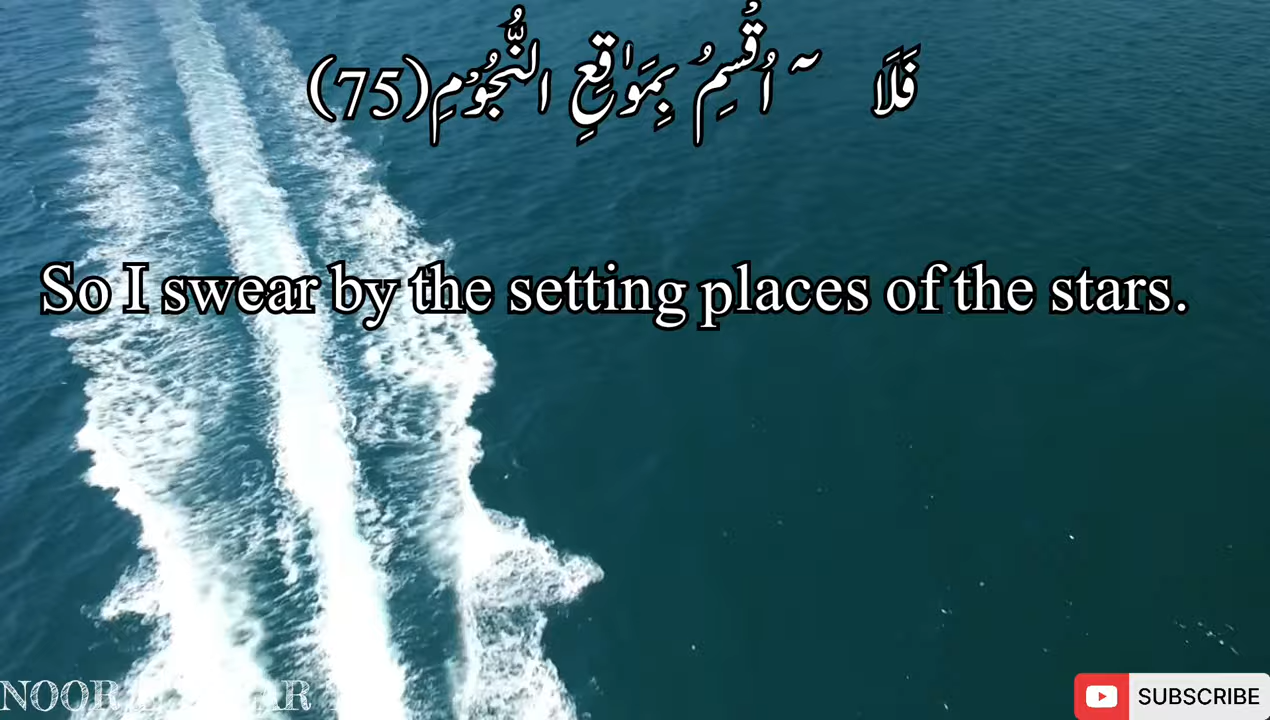 فَلَاۤ اُقْسِمُ بِمَوٰقِعِ النُّجُوْمِ(75)
So I swear by the setting places of the stars.
NOOR
SUBSCRIBE